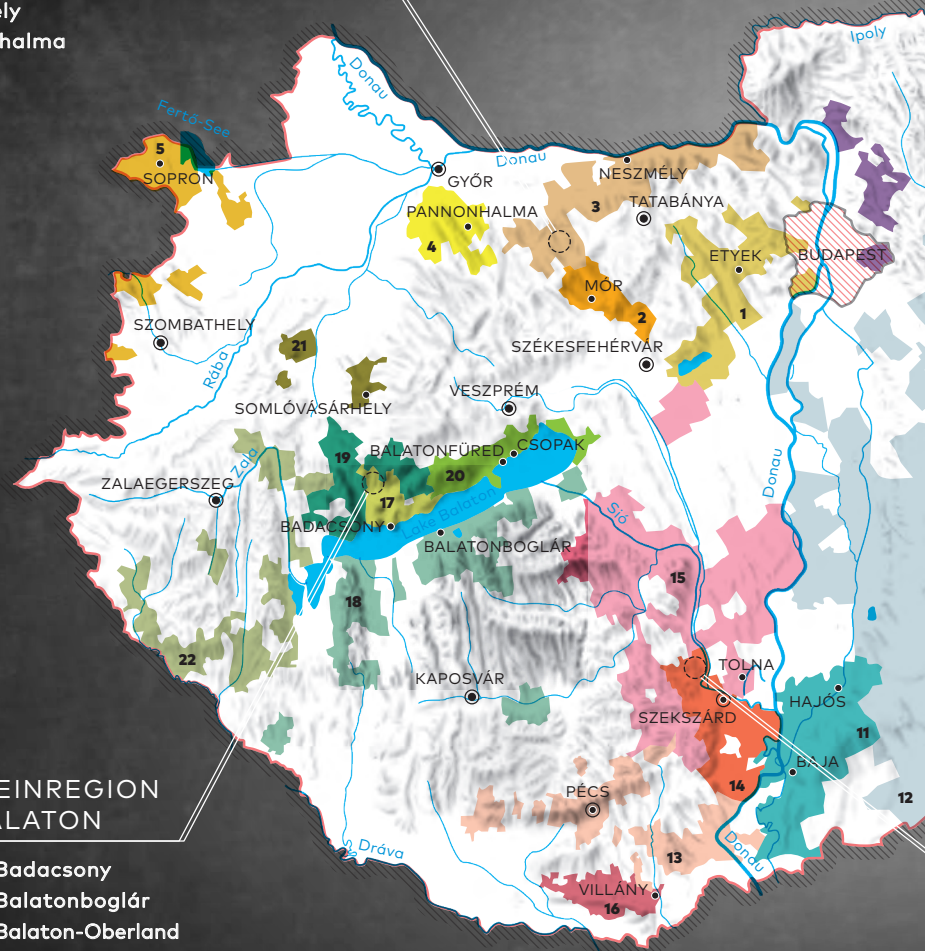 ely
halma
Ipoly
Donau
Fertő-See
5
SOPRON
Donau
GYŐR
NESZMÉLY
3
TATABÁNYA
PANNONHALMA
4
ETYEK
BUDAPEST
MÓR
2
1
SZOMBATHELY
21
SZÉKESFEHÉRVÁR
Rába
VESZPRÉM
SOMLÓVÁSÁRHELY
BALATONFÜRED
CSOPAK
19
20
Zala
ZALAEGERSZEG
17
Donau
Lake Balaton
BADACSONY
Sió
BALATONBOGLÁR
15
18
22
TOLNA
KAPOSVÁR
HAJÓS
SZEKSZÁRD
11
BAJA
14
12
PÉCS
EINREGION
ALATON
Dráva
13
Donau
Badacsony
VILLÁNY
16
Balatonboglár
Balaton-Oberland